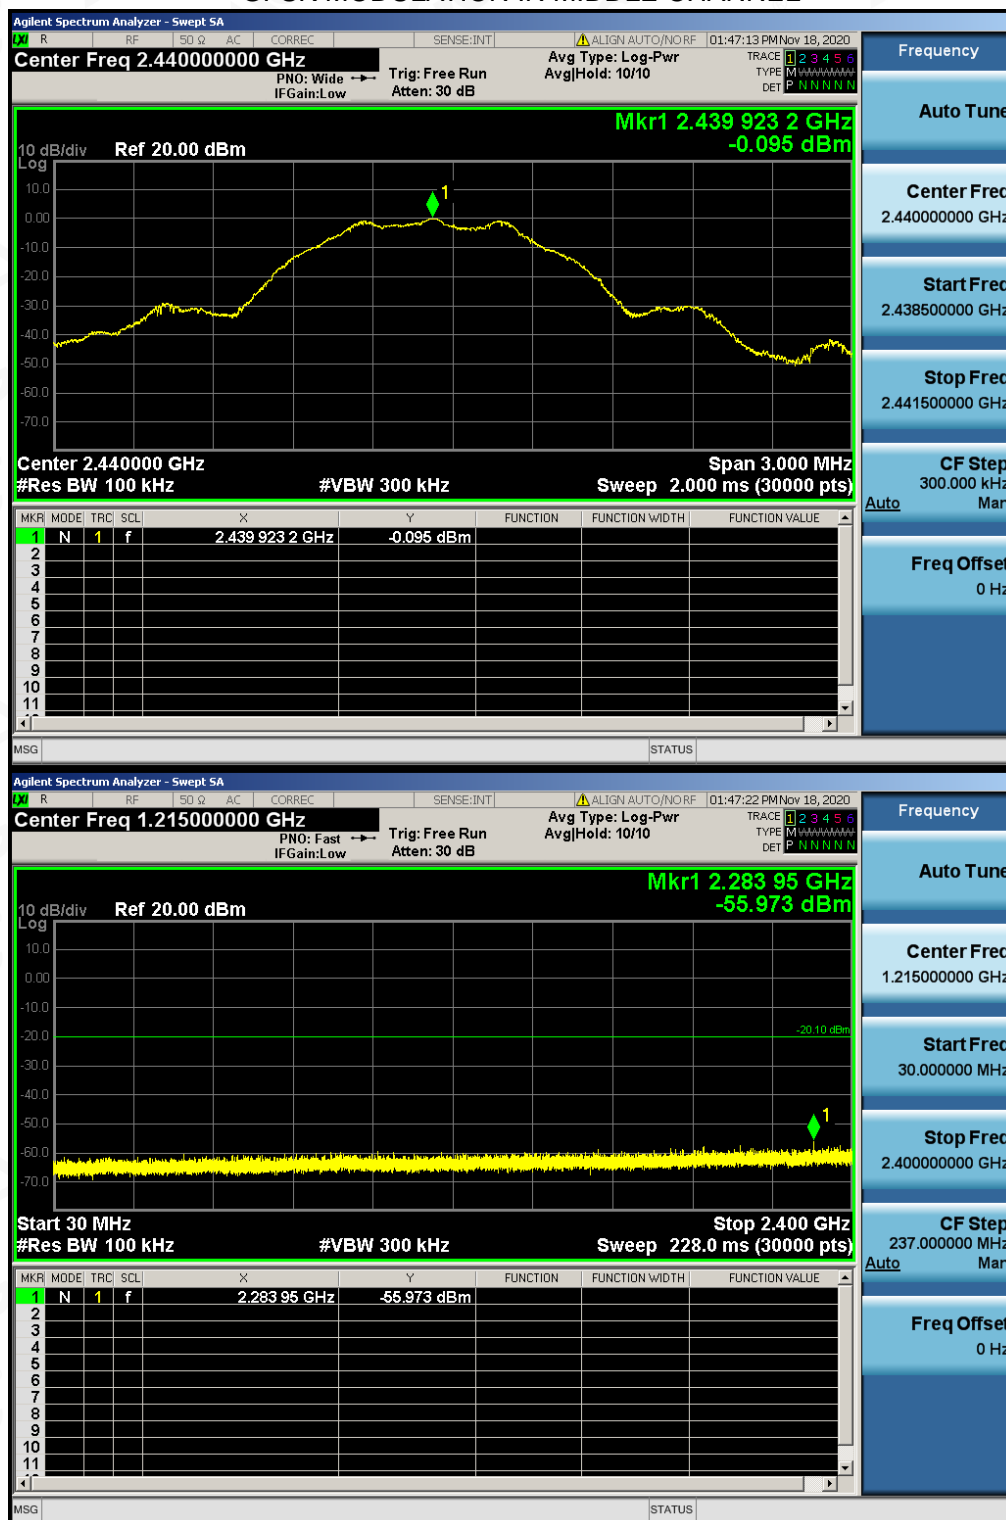 GFSK MODULATION IN MIDDLE CHANNEL
Agilent Spectrum Analyzer - Swept SA
LXI R RF 50 Ω AC CORREC SENSE:INT ALIGN AUTO/NO RF 01:47:13 PM Nov 18, 2020
Center Freq 2.440000000 GHz
PNO: Wide
IFGain:Low
Trig: Free Run
Atten: 30 dB
Avg Type: Log-Pwr
Avg|Hold: 10/10
TRACE 1 2 3 4 5 6
TYPE M
DET P N N N N N
Mkr1 2.439 923 2 GHz
-0.095 dBm
10 dB/div Ref 20.00 dBm
Log
10.0
0.00
-10.0
-20.0
-30.0
-40.0
-50.0
-60.0
-70.0
1
Center 2.440000 GHz Span 3.000 MHz
#Res BW 100 kHz #VBW 300 kHz Sweep 2.000 ms (30000 pts)
MKR MODE TRC SCL X Y FUNCTION FUNCTION WIDTH FUNCTION VALUE
1 N 1 f 2.439 923 2 GHz -0.095 dBm
2
3
4
5
6
7
8
9
10
11
MSG STATUS
Frequency
Auto Tune
Center Freq
2.440000000 GHz
Start Freq
2.438500000 GHz
Stop Freq
2.441500000 GHz
CF Step
300.000 kHz
Auto Man
Freq Offset
0 Hz
Agilent Spectrum Analyzer - Swept SA
LXI R RF 50 Ω AC CORREC SENSE:INT ALIGN AUTO/NO RF 01:47:22 PM Nov 18, 2020
Center Freq 1.215000000 GHz
PNO: Fast
IFGain:Low
Trig: Free Run
Atten: 30 dB
Avg Type: Log-Pwr
Avg|Hold: 10/10
TRACE 1 2 3 4 5 6
TYPE M
DET P N N N N N
Mkr1 2.283 95 GHz
-55.973 dBm
10 dB/div Ref 20.00 dBm
Log
10.0
0.00
-10.0
-20.0
-30.0
-40.0
-50.0
-60.0
-70.0
-20.10 dBm
1
Start 30 MHz Stop 2.400 GHz
#Res BW 100 kHz #VBW 300 kHz Sweep 228.0 ms (30000 pts)
MKR MODE TRC SCL X Y FUNCTION FUNCTION WIDTH FUNCTION VALUE
1 N 1 f 2.283 95 GHz -55.973 dBm
2
3
4
5
6
7
8
9
10
11
MSG STATUS
Frequency
Auto Tune
Center Freq
1.215000000 GHz
Start Freq
30.000000 MHz
Stop Freq
2.400000000 GHz
CF Step
237.000000 MHz
Auto Man
Freq Offset
0 Hz